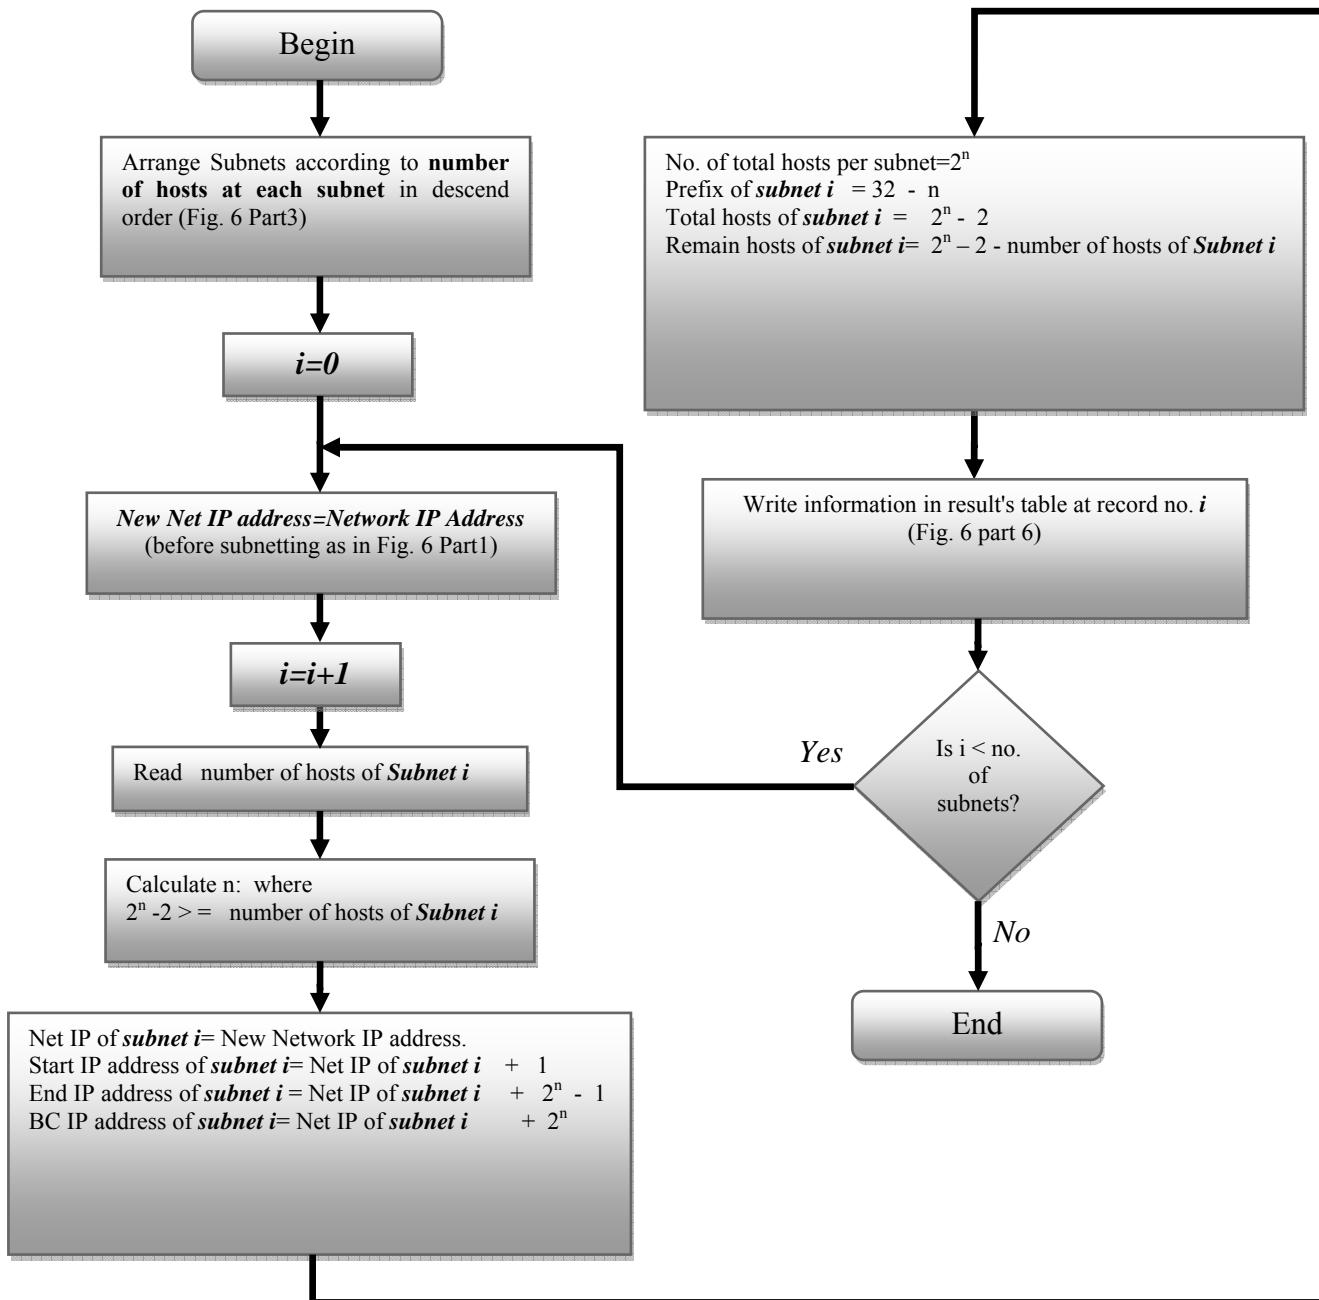 Begin
Arrange Subnets according to number
of hosts at each subnet in descend
order (Fig. 6 Part3)
i=0
New Net IP address=Network IP Address
(before subnetting as in Fig. 6 Part1)
i=i+1
Read number of hosts of Subnet i
Calculate n: where
2ⁿ -2 > = number of hosts of Subnet i
Net IP of subnet i= New Network IP address.
Start IP address of subnet i= Net IP of subnet i + 1
End IP address of subnet i = Net IP of subnet i + 2ⁿ - 1
BC IP address of subnet i= Net IP of subnet i + 2ⁿ
No. of total hosts per subnet=2ⁿ
Prefix of subnet i = 32 - n
Total hosts of subnet i = 2ⁿ - 2
Remain hosts of subnet i= 2ⁿ – 2 - number of hosts of Subnet i
Write information in result's table at record no. i
(Fig. 6 part 6)
Is i < no.
of
subnets?
Yes
No
End